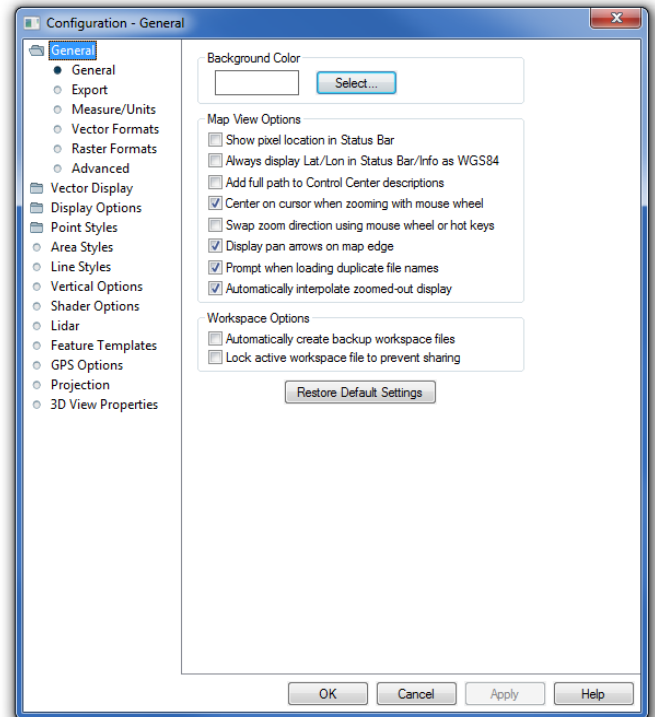 Configuration - General
General
General
Export
Measure/Units
Vector Formats
Raster Formats
Advanced
Vector Display
Display Options
Point Styles
Area Styles
Line Styles
Vertical Options
Shader Options
Lidar
Feature Templates
GPS Options
Projection
3D View Properties
Background Color
Select...
Map View Options
Show pixel location in Status Bar
Always display Lat/Lon in Status Bar/Info as WGS84
Add full path to Control Center descriptions
Center on cursor when zooming with mouse wheel
Swap zoom direction using mouse wheel or hot keys
Display pan arrows on map edge
Prompt when loading duplicate file names
Automatically interpolate zoomed-out display
Workspace Options
Automatically create backup workspace files
Lock active workspace file to prevent sharing
Restore Default Settings
OK Cancel Apply Help